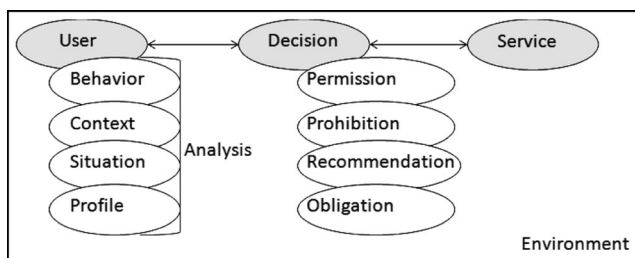 User
Decision
Service
Behavior
Context
Situation
Profile
Analysis
Permission
Prohibition
Recommendation
Obligation
Environment